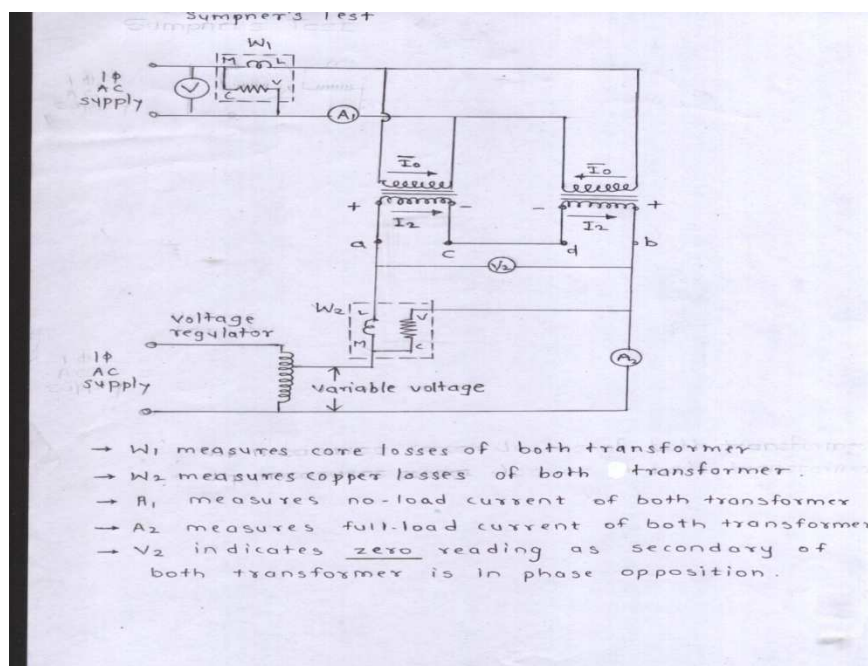 Sumpner's Test
W1
M L
C V
1ϕ
AC
supply
V
A1
I̅0 I̅0
+ - - +
I2 I2
a c d b
V2
W2 L V
M C
voltage
regulator
1ϕ
AC
supply
variable voltage
A2
→ W1 measures core losses of both transformer
→ W2 measures copper losses of both transformer.
→ A1 measures no-load current of both transformer
→ A2 measures full-load current of both transformer
→ V2 indicates zero reading as secondary of
both transformer is in phase opposition.